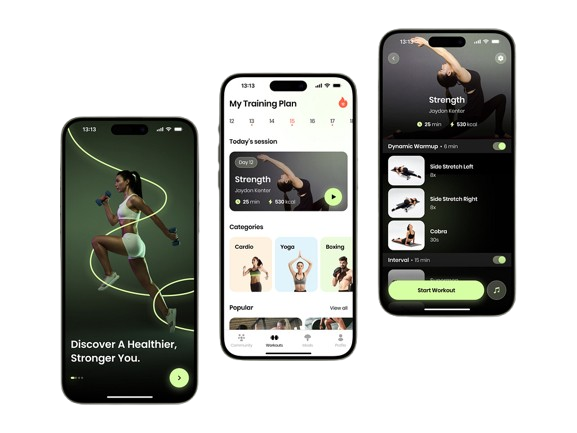 13:13
Discover A Healthier,
Stronger You.
13:13
My Training Plan
12 13 14 15 16 17 18
Today's session
Day 12
Strength
Jaydon Kenter
25 min 530 kcal
Categories
Cardio
Yoga
Boxing
Popular
View all
Community
Workouts
Meals
Profile
13:13
Strength
Jaydon Kenter
25 min 530 kcal
Dynamic Warmup • 6 min
Side Stretch Left
8x
Side Stretch Right
8x
Cobra
30s
Interval • 15 min
Start Workout